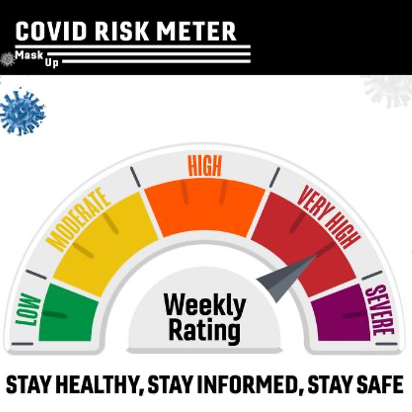 COVID RISK METER
Mask
Up
LOW
MODERATE
HIGH
VERY HIGH
SEVERE
Weekly
Rating
STAY HEALTHY, STAY INFORMED, STAY SAFE